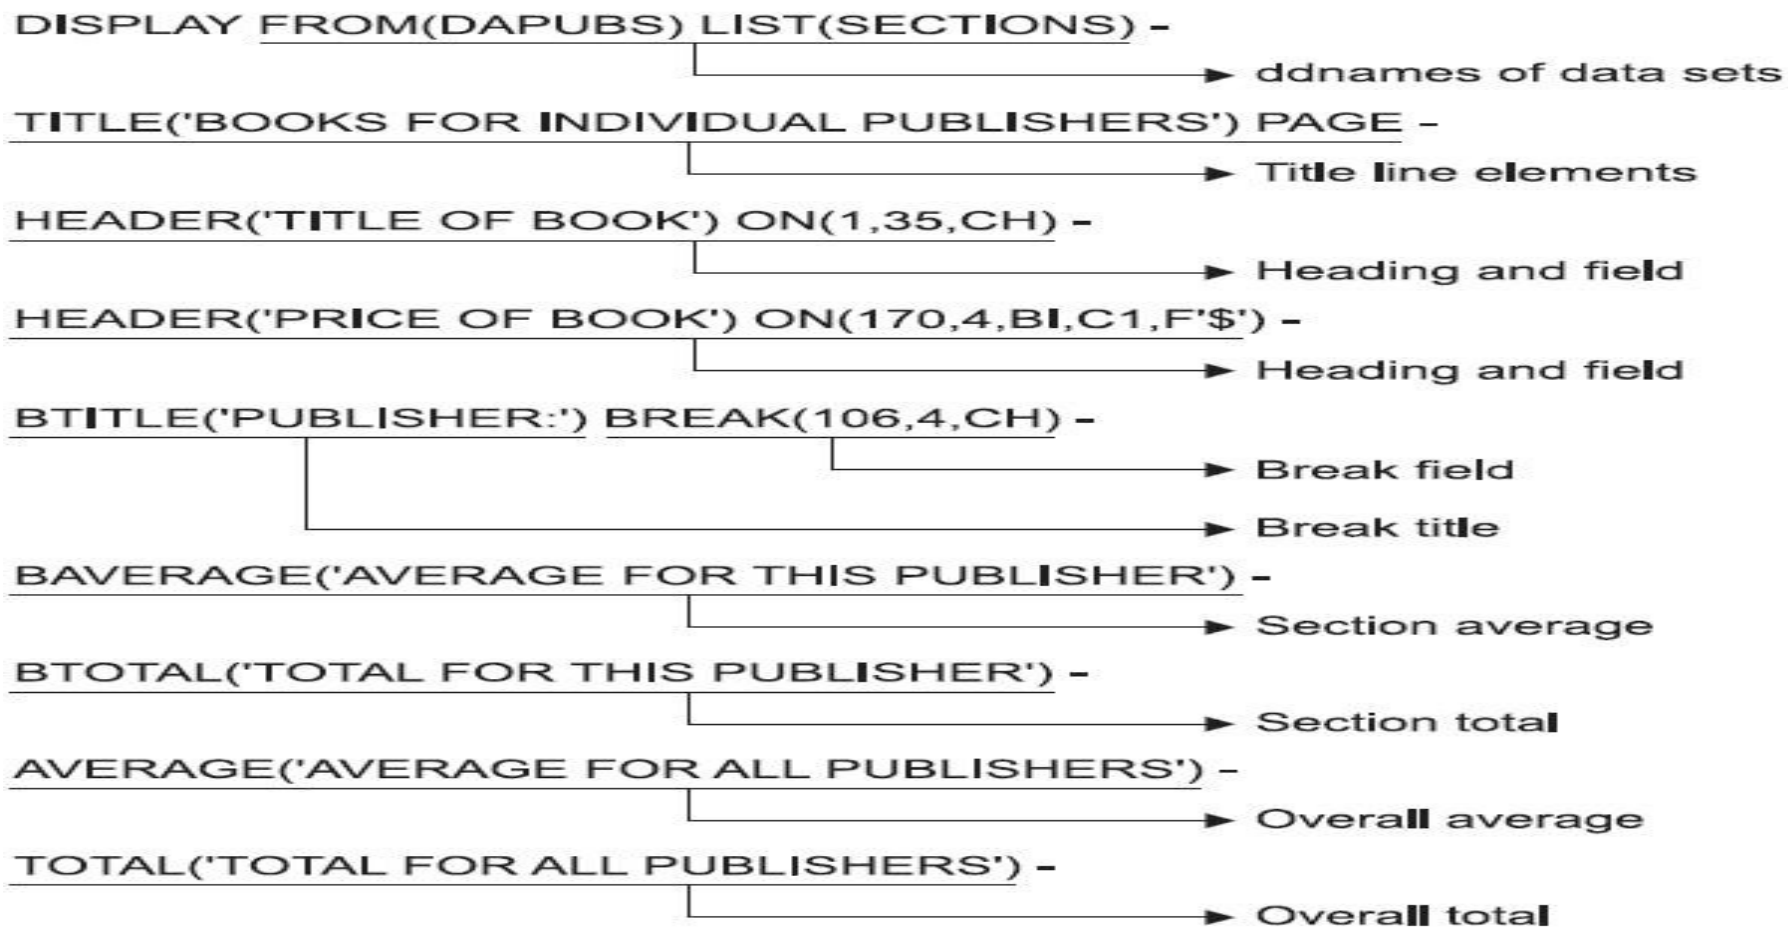 DISPLAY FROM(DAPUBS) LIST(SECTIONS) -
ddnames of data sets
TITLE('BOOKS FOR INDIVIDUAL PUBLISHERS') PAGE -
Title line elements
HEADER('TITLE OF BOOK') ON(1,35,CH) -
Heading and field
HEADER('PRICE OF BOOK') ON(170,4,BI,C1,F'$') -
Heading and field
BTITLE('PUBLISHER:') BREAK(106,4,CH) -
Break field
Break title
BAVERAGE('AVERAGE FOR THIS PUBLISHER') -
Section average
BTOTAL('TOTAL FOR THIS PUBLISHER') -
Section total
AVERAGE('AVERAGE FOR ALL PUBLISHERS') -
Overall average
TOTAL('TOTAL FOR ALL PUBLISHERS') -
Overall total